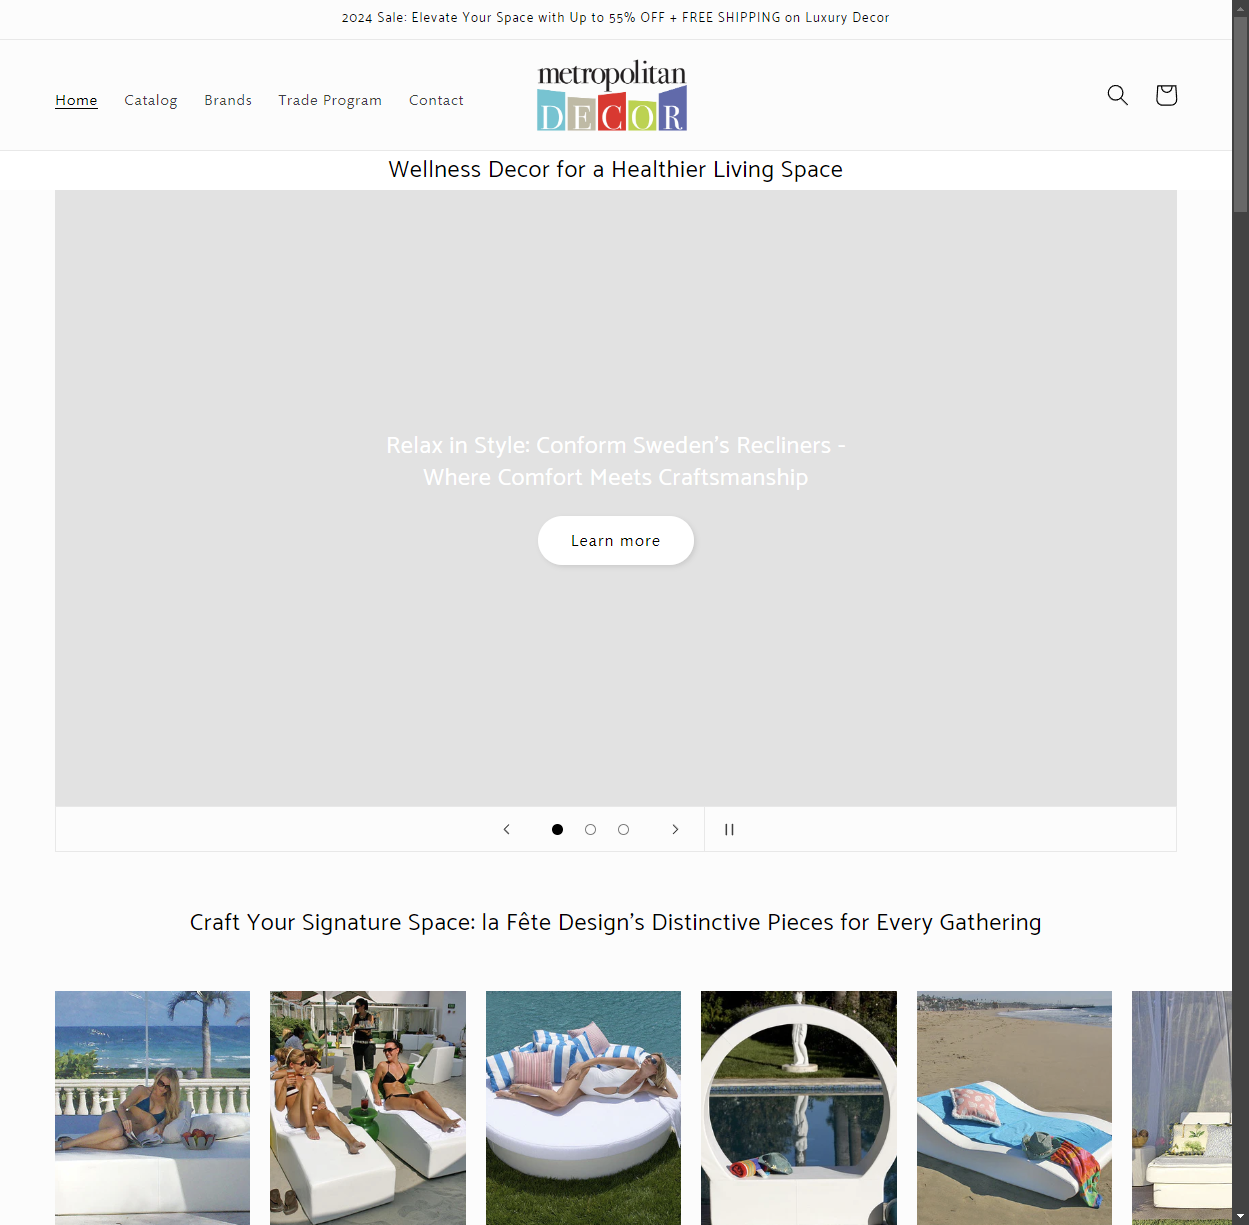 2024 Sale: Elevate Your Space with Up to 55% OFF + FREE SHIPPING on Luxury Decor
Home
Catalog
Brands
Trade Program
Contact
metropolitan
DECOR
Wellness Decor for a Healthier Living Space
Relax in Style: Conform Sweden's Recliners -
Where Comfort Meets Craftsmanship
Learn more
Craft Your Signature Space: la Fête Design's Distinctive Pieces for Every Gathering